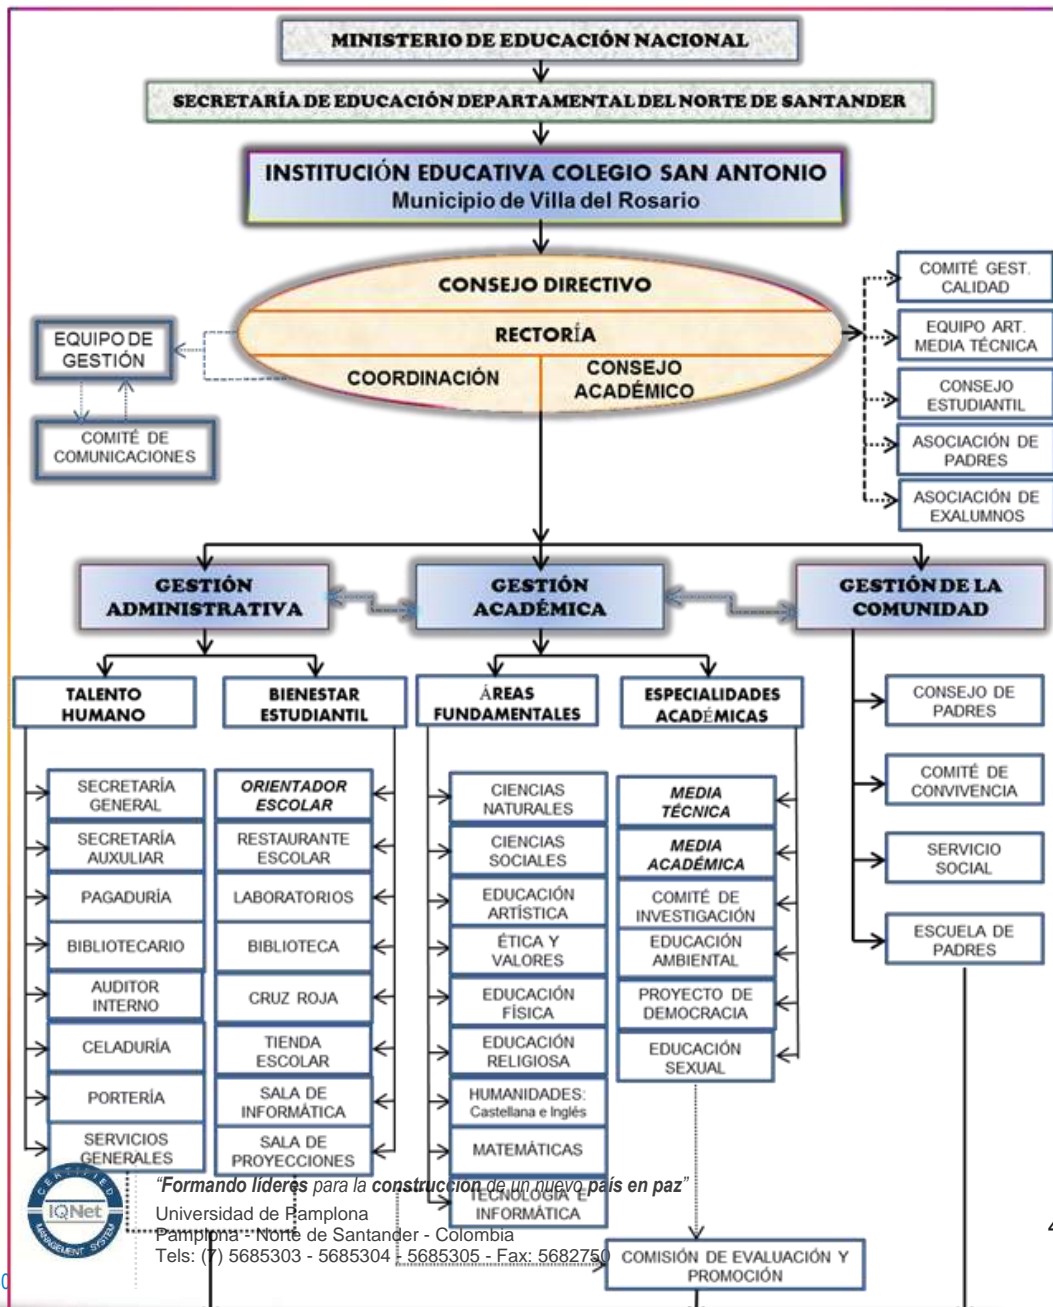 MINISTERIO DE EDUCACIÓN NACIONAL
SECRETARÍA DE EDUCACIÓN DEPARTAMENTAL DEL NORTE DE SANTANDER
INSTITUCIÓN EDUCATIVA COLEGIO SAN ANTONIO
Municipio de Villa del Rosario
CONSEJO DIRECTIVO
RECTORÍA
COORDINACIÓN
CONSEJO
ACADÉMICO
EQUIPO DE
GESTIÓN
COMITÉ DE
COMUNICACIONES
COMITÉ GEST.
CALIDAD
EQUIPO ART.
MEDIA TÉCNICA
CONSEJO
ESTUDIANTIL
ASOCIACIÓN DE
PADRES
ASOCIACIÓN DE
EXALUMNOS
GESTIÓN
ADMINISTRATIVA
GESTIÓN
ACADÉMICA
GESTIÓN DE LA
COMUNIDAD
TALENTO
HUMANO
BIENESTAR
ESTUDIANTIL
ÁREAS
FUNDAMENTALES
ESPECIALIDADES
ACADÉMICAS
SECRETARÍA
GENERAL
SECRETARÍA
AUXULIAR
PAGADURÍA
BIBLIOTECARIO
AUDITOR
INTERNO
CELADURÍA
PORTERÍA
SERVICIOS
GENERALES
ORIENTADOR
ESCOLAR
RESTAURANTE
ESCOLAR
LABORATORIOS
BIBLIOTECA
CRUZ ROJA
TIENDA
ESCOLAR
SALA DE
INFORMÁTICA
SALA DE
PROYECCIONES
CIENCIAS
NATURALES
CIENCIAS
SOCIALES
EDUCACIÓN
ARTÍSTICA
ÉTICA Y
VALORES
EDUCACIÓN
FÍSICA
EDUCACIÓN
RELIGIOSA
HUMANIDADES:
Castellana e Inglés
MATEMÁTICAS
TECNOLOGÍA E
INFORMÁTICA
MEDIA
TÉCNICA
MEDIA
ACADÉMICA
COMITÉ DE
INVESTIGACIÓN
EDUCACIÓN
AMBIENTAL
PROYECTO DE
DEMOCRACIA
EDUCACIÓN
SEXUAL
CONSEJO DE
PADRES
COMITÉ DE
CONVIVENCIA
SERVICIO
SOCIAL
ESCUELA DE
PADRES
COMISIÓN DE EVALUACIÓN Y
PROMOCIÓN
CERTIFIED
IQNet
MANAGEMENT SYSTEM
"Formando líderes para la construcción de un nuevo país en paz"
Universidad de Pamplona
Pamplona - Norte de Santander - Colombia
Tels: (7) 5685303 - 5685304 - 5685305 - Fax: 5682750